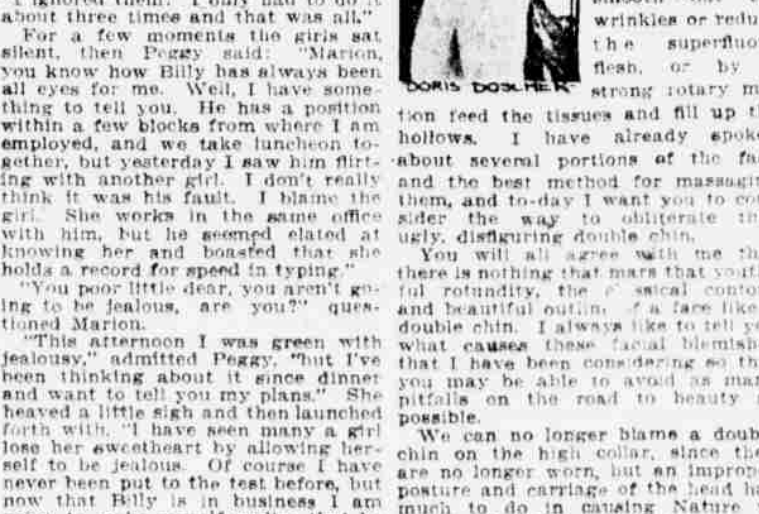 I ignored them. I only had to do it
about three times and that was all."
For a few moments the girls sat
silent, then Peggy said: "Marion,
you know how Billy has always been
all eyes for me. Well, I have some-
thing to tell you. He has a position
within a few blocks from where I am
employed, and we take luncheon to-
gether, but yesterday I saw him flirt-
ing with another girl. I don't really
think it was his fault. I blame the
girl. She works in the same office
with him, but he seemed elated at
knowing her and boasted that she
holds a record for speed in typing."
"You poor little dear, you aren't go-
ing to be jealous, are you?" ques-
tioned Marion.
"This afternoon I was green with
jealousy," admitted Peggy, "but I've
been thinking about it since dinner
and want to tell you my plans." She
heaved a little sigh and then launched
forth with, "I have seen many a girl
lose her sweetheart by allowing her-
self to be jealous. Of course I have
never been put to the test before, but
now that Billy is in business I am
DORIS DOSCHER
wrinkles or redu
the superfluo
flesh, or by
strong rotary m
tion feed the tissues and fill up t
hollows. I have already spok
about several portions of the fa
and the best method for massagi
them, and to-day I want you to co
sider the way to obliterate th
ugly, disfiguring double chin.
You will all agree with me th
there is nothing that mars that youth
ful rotundity, the c ssical conto
and beautiful outlin f a face like
double chin. I always like to tell y
what causes these facial blemish
that I have been considering so th
you may be able to avoid as man
pitfalls on the road to beauty
possible.
We can no longer blame a doub
chin on the high collar, since the
are no longer worn, but an improp
posture and carriage of the head ha
much to do in causing Nature